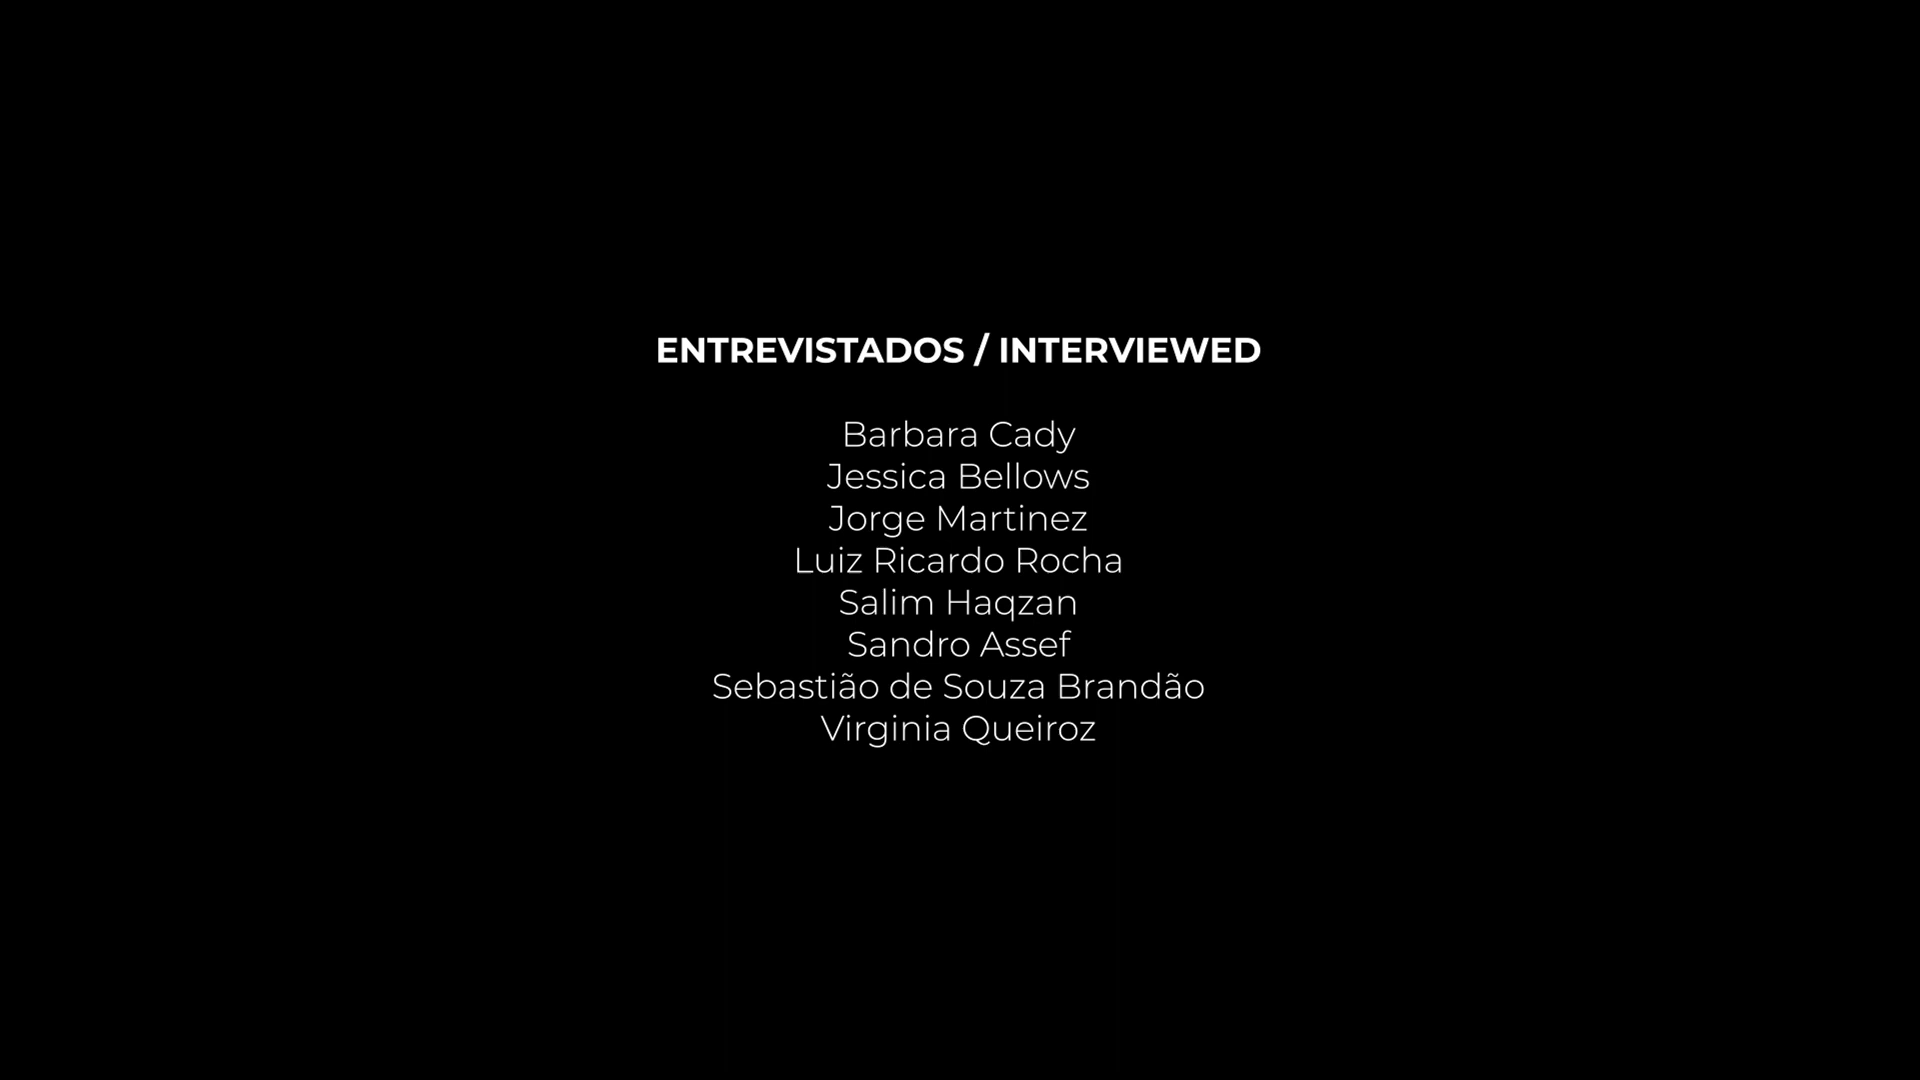 ENTREVISTADOS / INTERVIEWED
Barbara Cady
Jessica Bellows
Jorge Martinez
Luiz Ricardo Rocha
Salim Haqzan
Sandro Assef
Sebastião de Souza Brandão
Virginia Queiroz